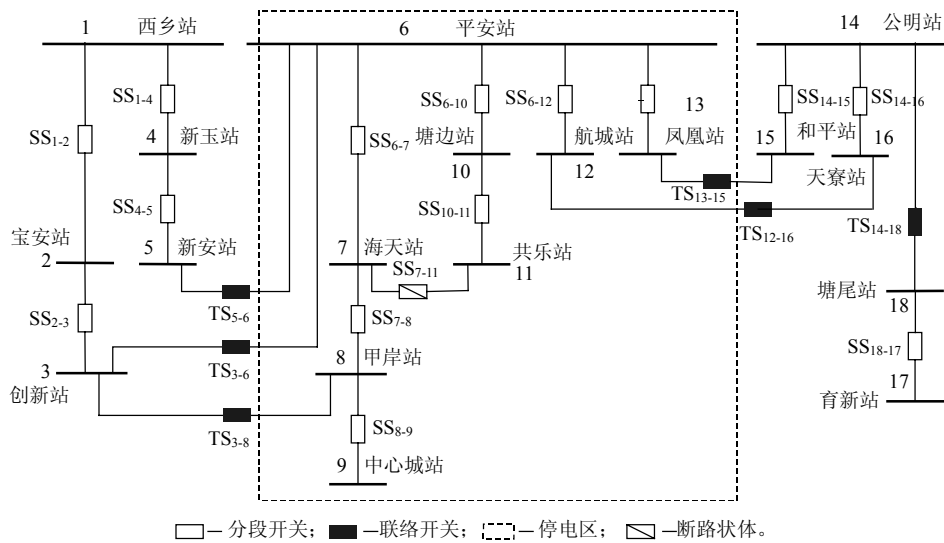 1 西乡站
6 平安站
14 公明站
SS1-4
SS6-10
SS6-12
13
SS14-15
SS14-16
SS1-2
4 新玉站
SS6-7
塘边站
10
航城站
12
凤凰站
15 和平站
16
天寮站
TS13-15
SS4-5
SS10-11
TS12-16
TS14-18
宝安站
2
5 新安站
7 海天站
SS7-11
共乐站
11
塘尾站
18
TS5-6
SS2-3
SS7-8
SS18-17
TS3-6
8 甲岸站
17
3
创新站
育新站
TS3-8
SS8-9
9 中心城站
—分段开关; —联络开关; —停电区; —断路状体。